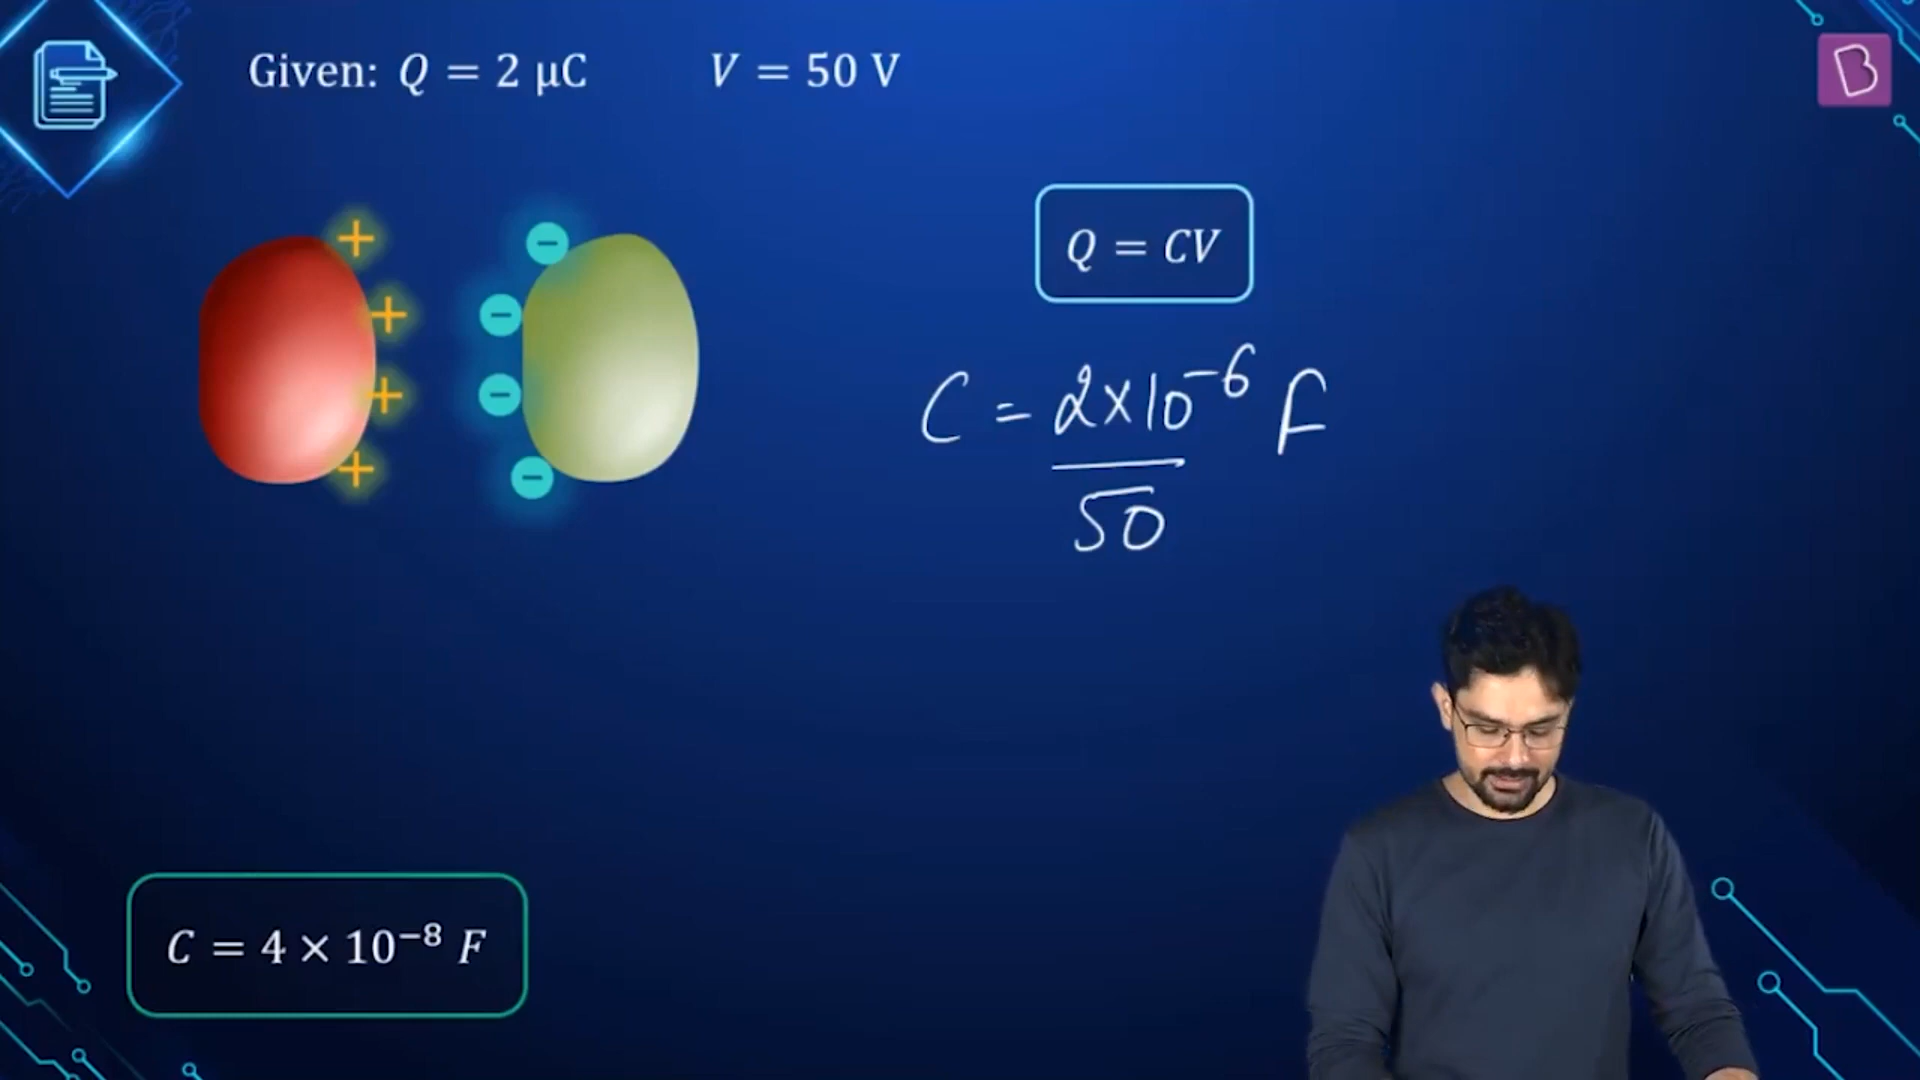 Given: Q = 2 μC V = 50 V
Q = CV
C = 2×10⁻⁶ F
50
C = 4 × 10⁻⁸ F